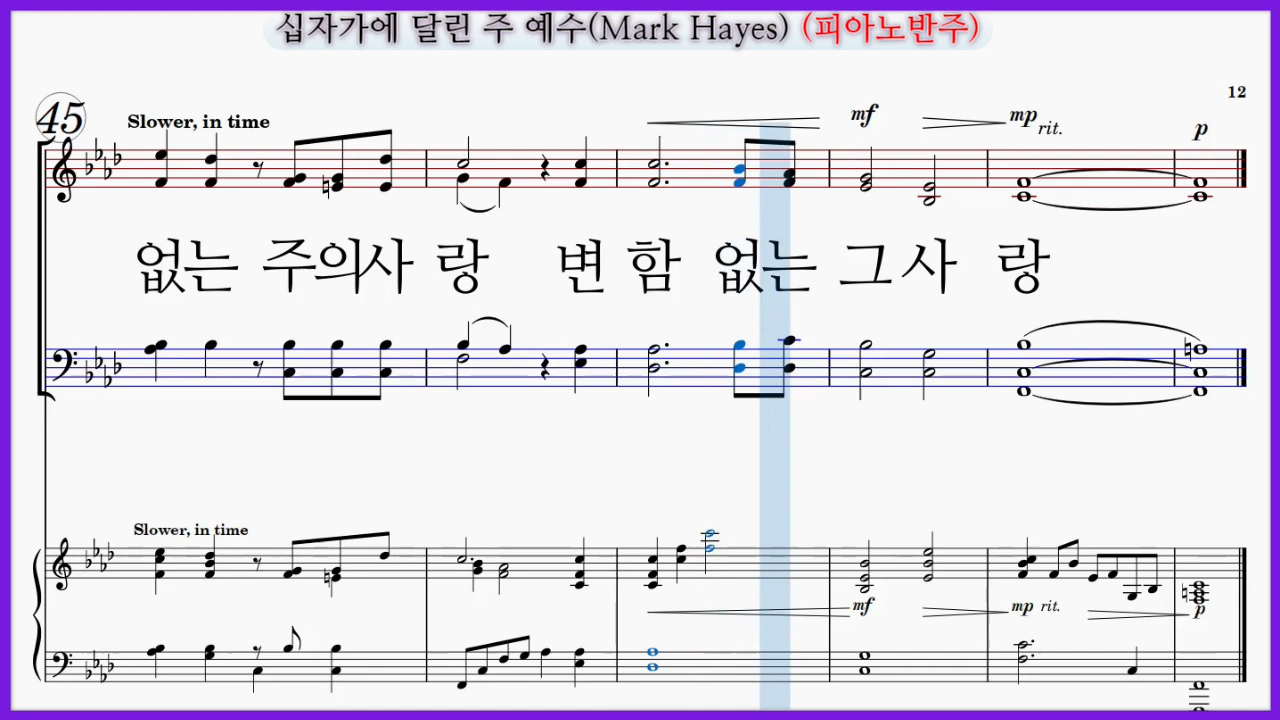 십자가에 달린 주 예수(Mark Hayes) (피아노반주)
12
45
Slower, in time
mf
mp
rit.
p
없는 주의사 랑 변 함 없는 그사 랑
Slower, in time
mf
mp rit.
p